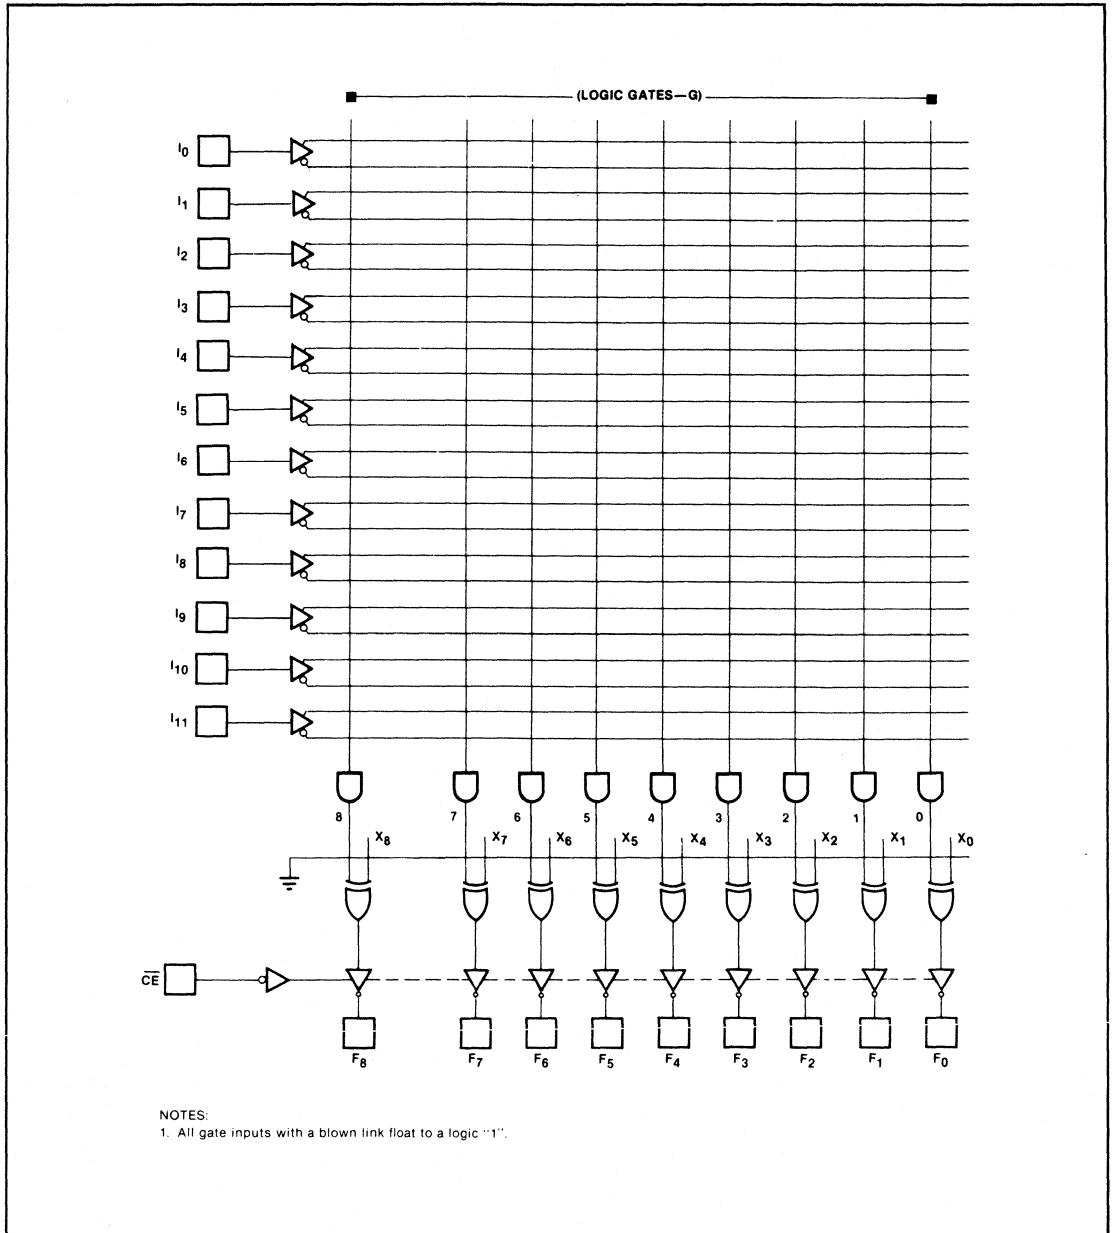 (LOGIC GATES—G)
I0
I1
I2
I3
I4
I5
I6
I7
I8
I9
I10
I11
8 7 6 5 4 3 2 1 0
X8 X7 X6 X5 X4 X3 X2 X1 X0
C̅E̅
F8 F7 F6 F5 F4 F3 F2 F1 F0
NOTES:
1. All gate inputs with a blown link float to a logic "1".